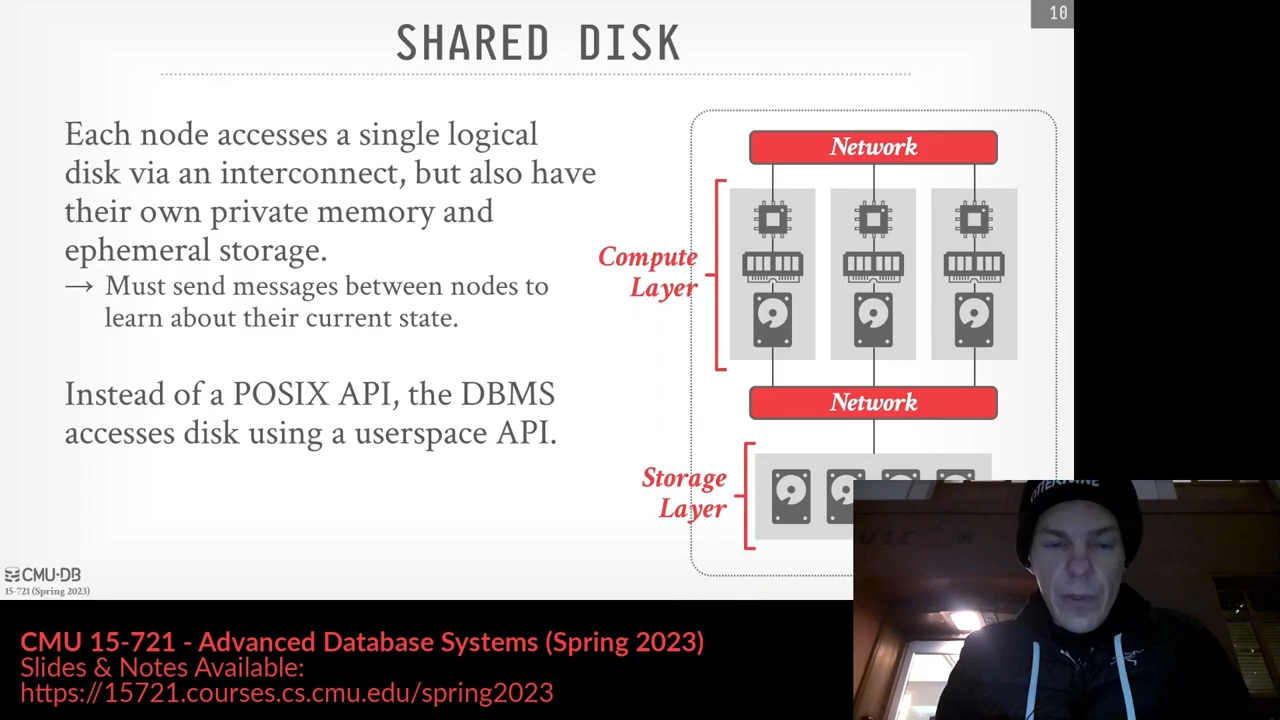 10
SHARED DISK
Each node accesses a single logical
disk via an interconnect, but also have
their own private memory and
ephemeral storage.
→ Must send messages between nodes to
learn about their current state.
Instead of a POSIX API, the DBMS
accesses disk using a userspace API.
Network
Compute
Layer
Network
Storage
Layer
CMU·DB
15-721 (Spring 2023)
CMU 15-721 - Advanced Database Systems (Spring 2023)
Slides & Notes Available:
https://15721.courses.cs.cmu.edu/spring2023